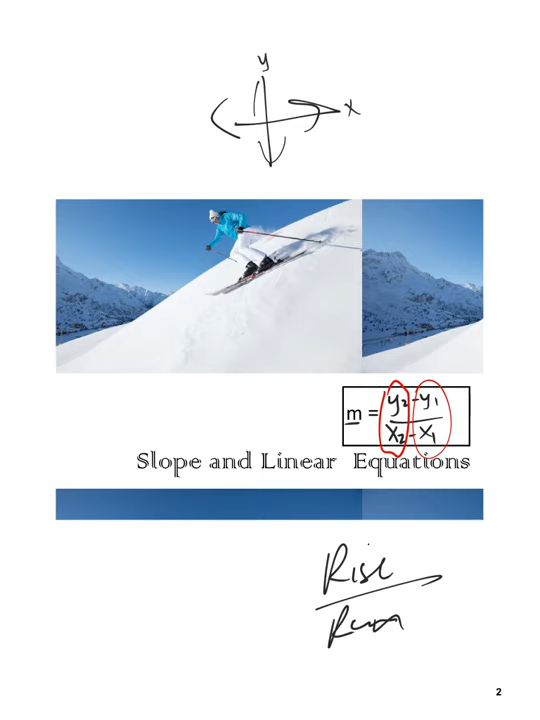 y
x
m = y₂ - y₁
x₂ - x₁
Slope and Linear Equations
Rise
Run
2